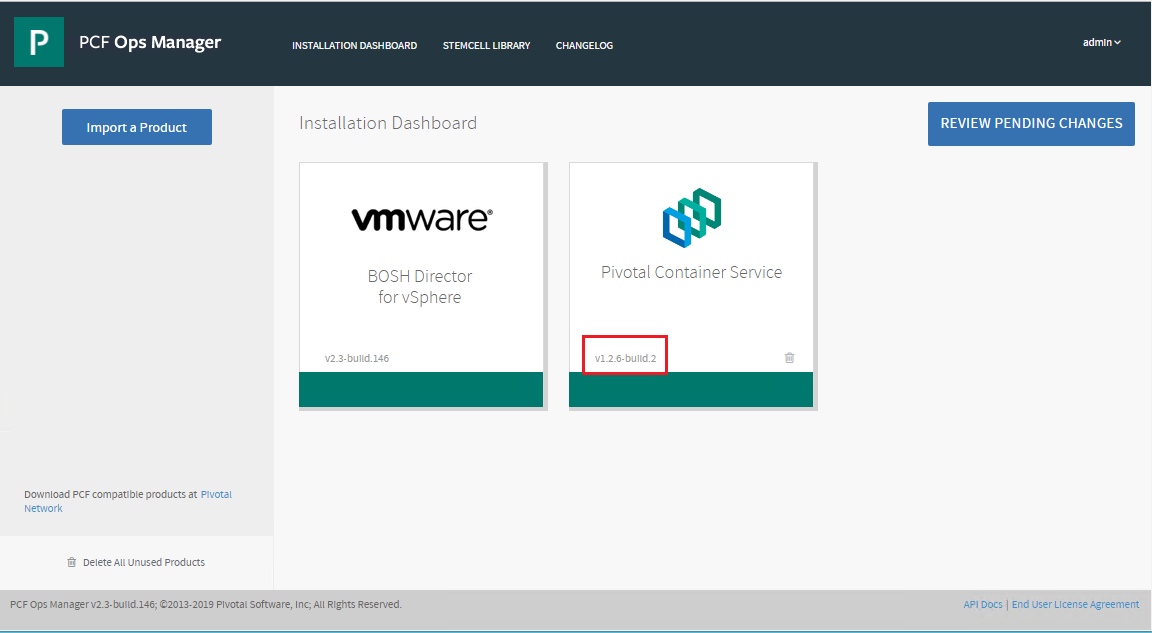 P
PCF Ops Manager
INSTALLATION DASHBOARD
STEMCELL LIBRARY
CHANGELOG
admin
Import a Product
Installation Dashboard
REVIEW PENDING CHANGES
vmware®
BOSH Director
for vSphere
v2.3-build.146
Pivotal Container Service
v1.2.6-build.2
Download PCF compatible products at Pivotal
Network
Delete All Unused Products
PCF Ops Manager v2.3-build.146; ©2013-2019 Pivotal Software, Inc; All Rights Reserved.
API Docs | End User License Agreement